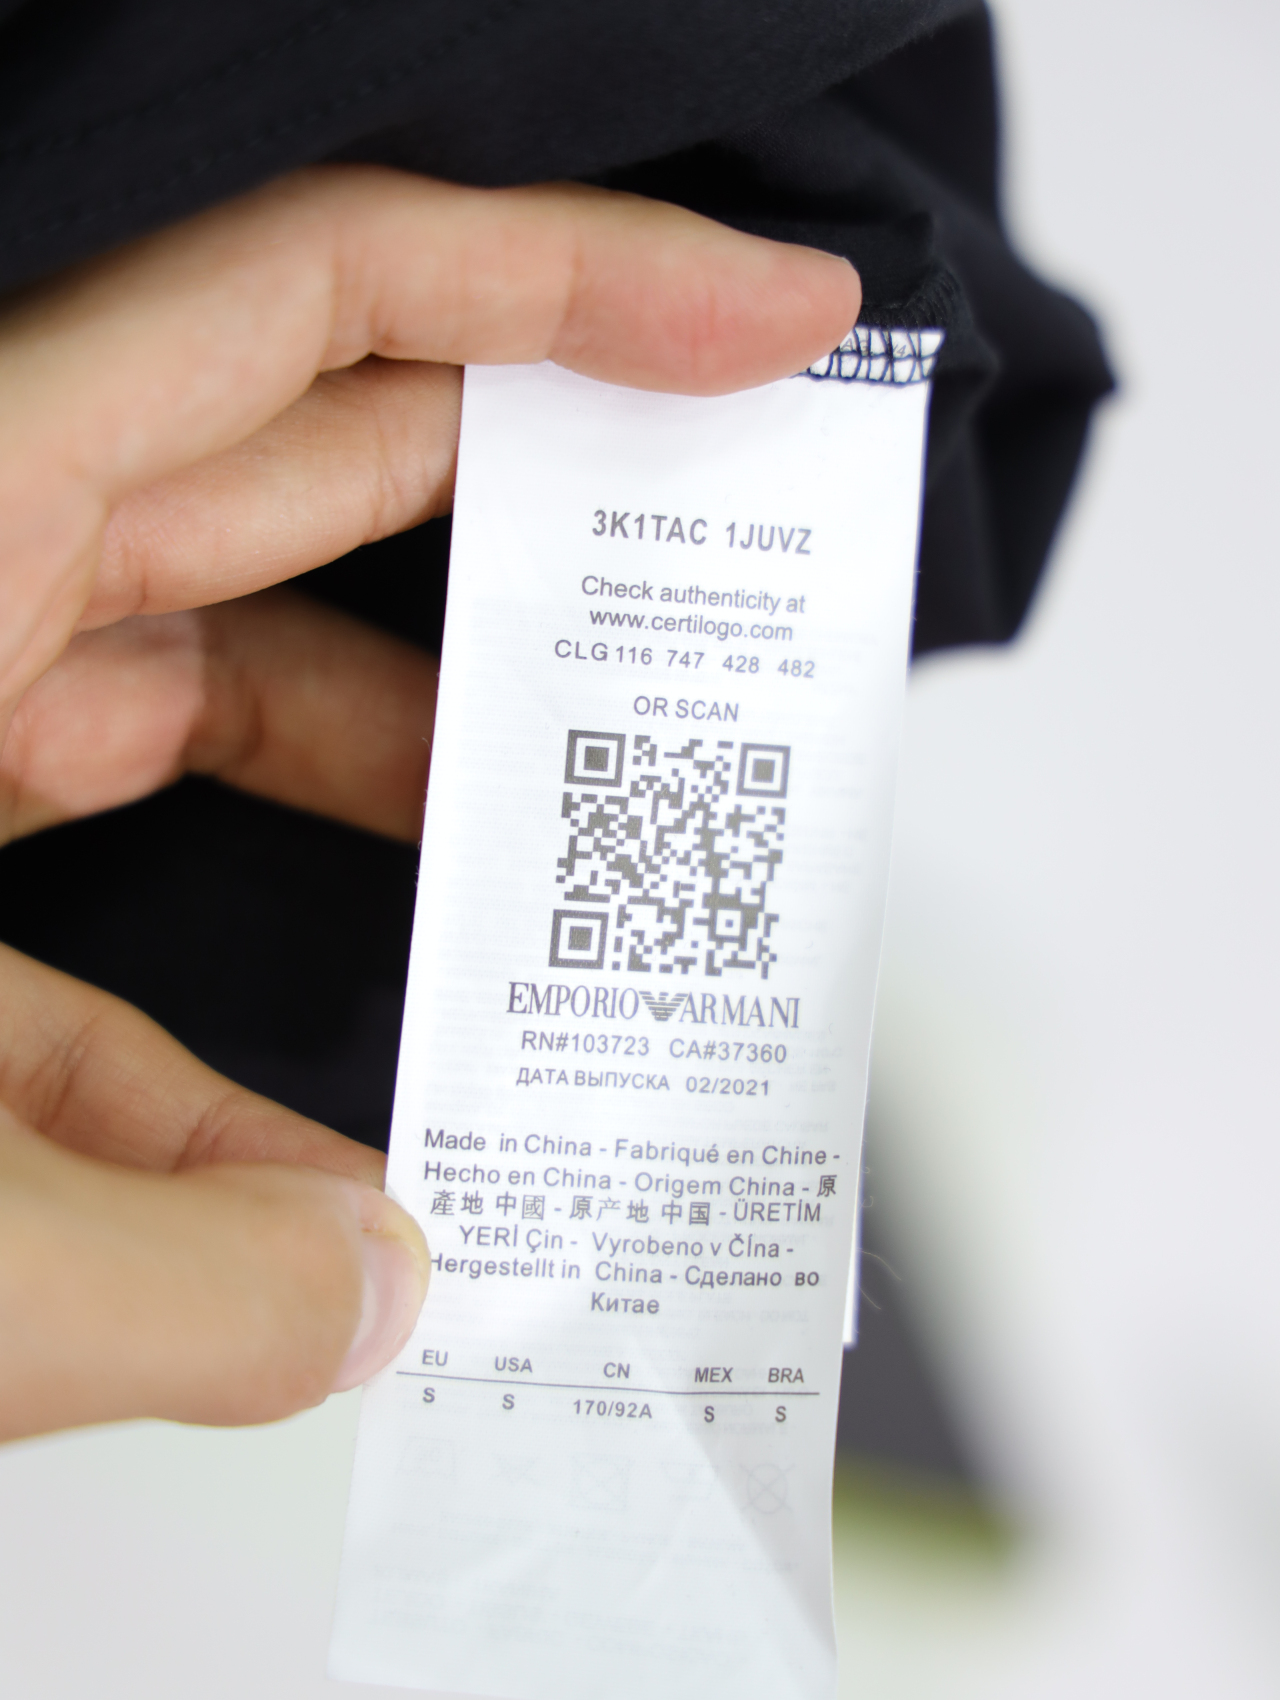 3K1TAC 1JUVZ
Check authenticity at
www.certilogo.com
CLG 116 747 428 482
OR SCAN
EMPORIO ARMANI
RN#103723 CA#37360
ДАТА ВЫПУСКА 02/2021
Made in China - Fabriqué en Chine -
Hecho en China - Origem China - 原
產地 中國 - 原产地 中国 - ÜRETİM
YERİ Çin - Vyrobeno v ČÍna -
Hergestellt in China - Сделано во
Китае
EU USA CN MEX BRA
S S 170/92A S S